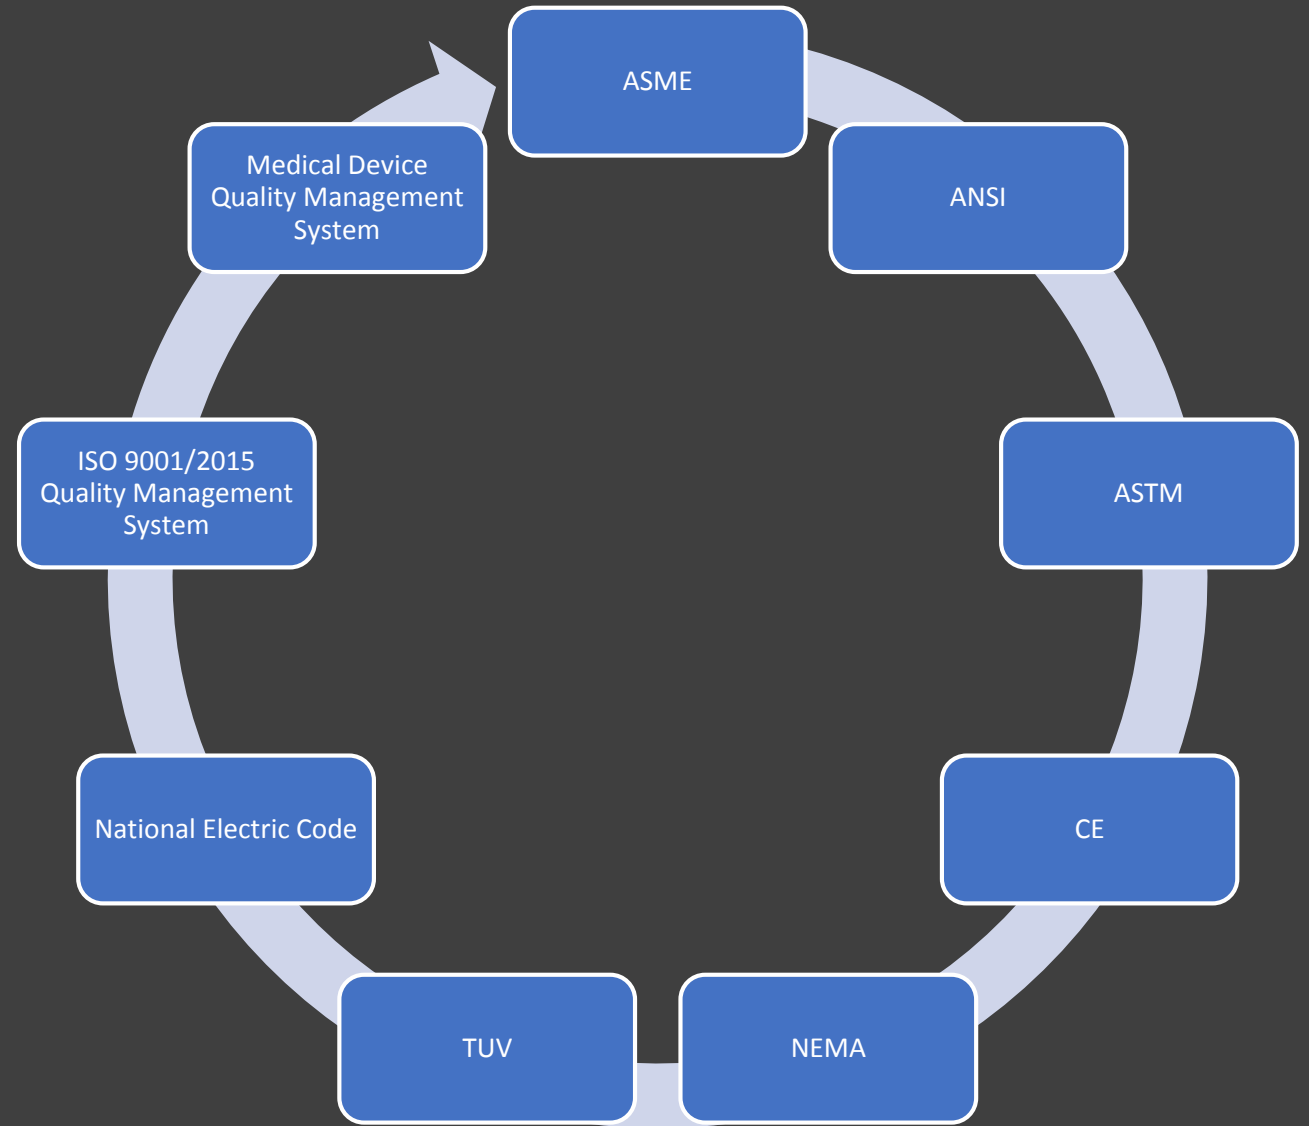 ASME
ANSI
ASTM
CE
NEMA
TUV
National Electric Code
ISO 9001/2015
Quality Management
System
Medical Device
Quality Management
System